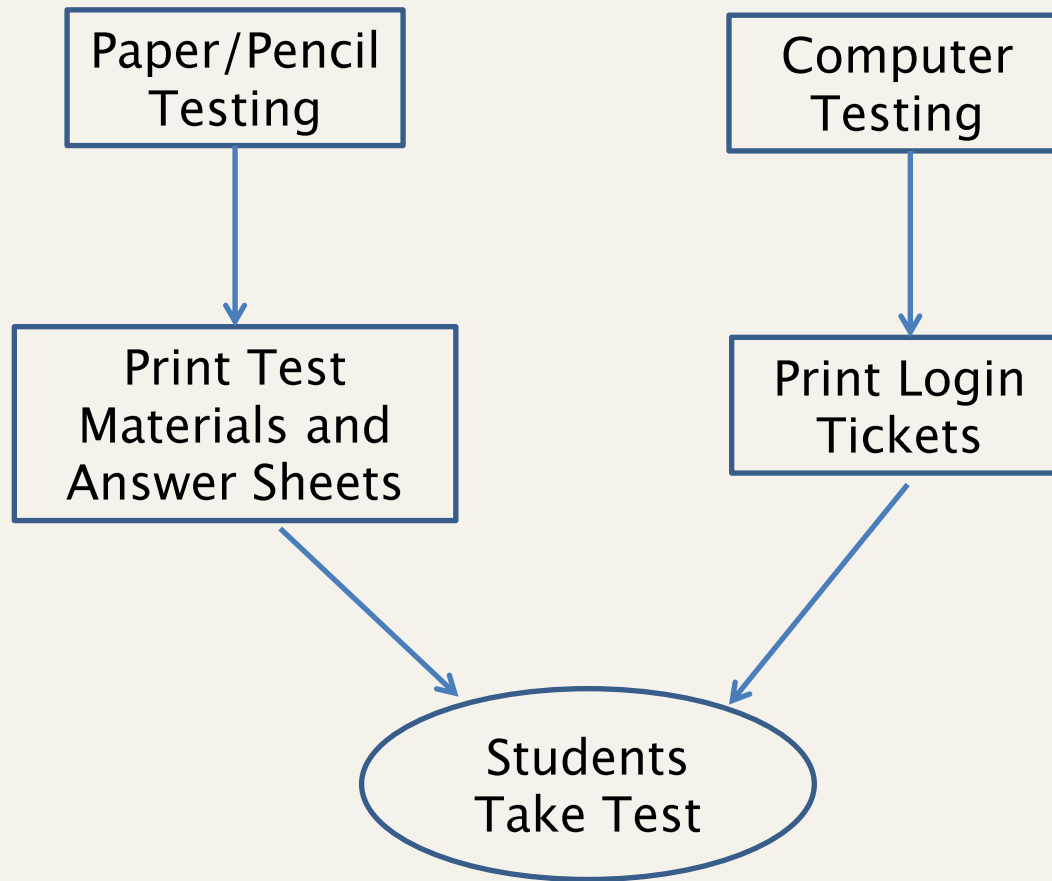 Paper/Pencil
Testing
Computer
Testing
Print Test
Materials and
Answer Sheets
Print Login
Tickets
Students
Take Test